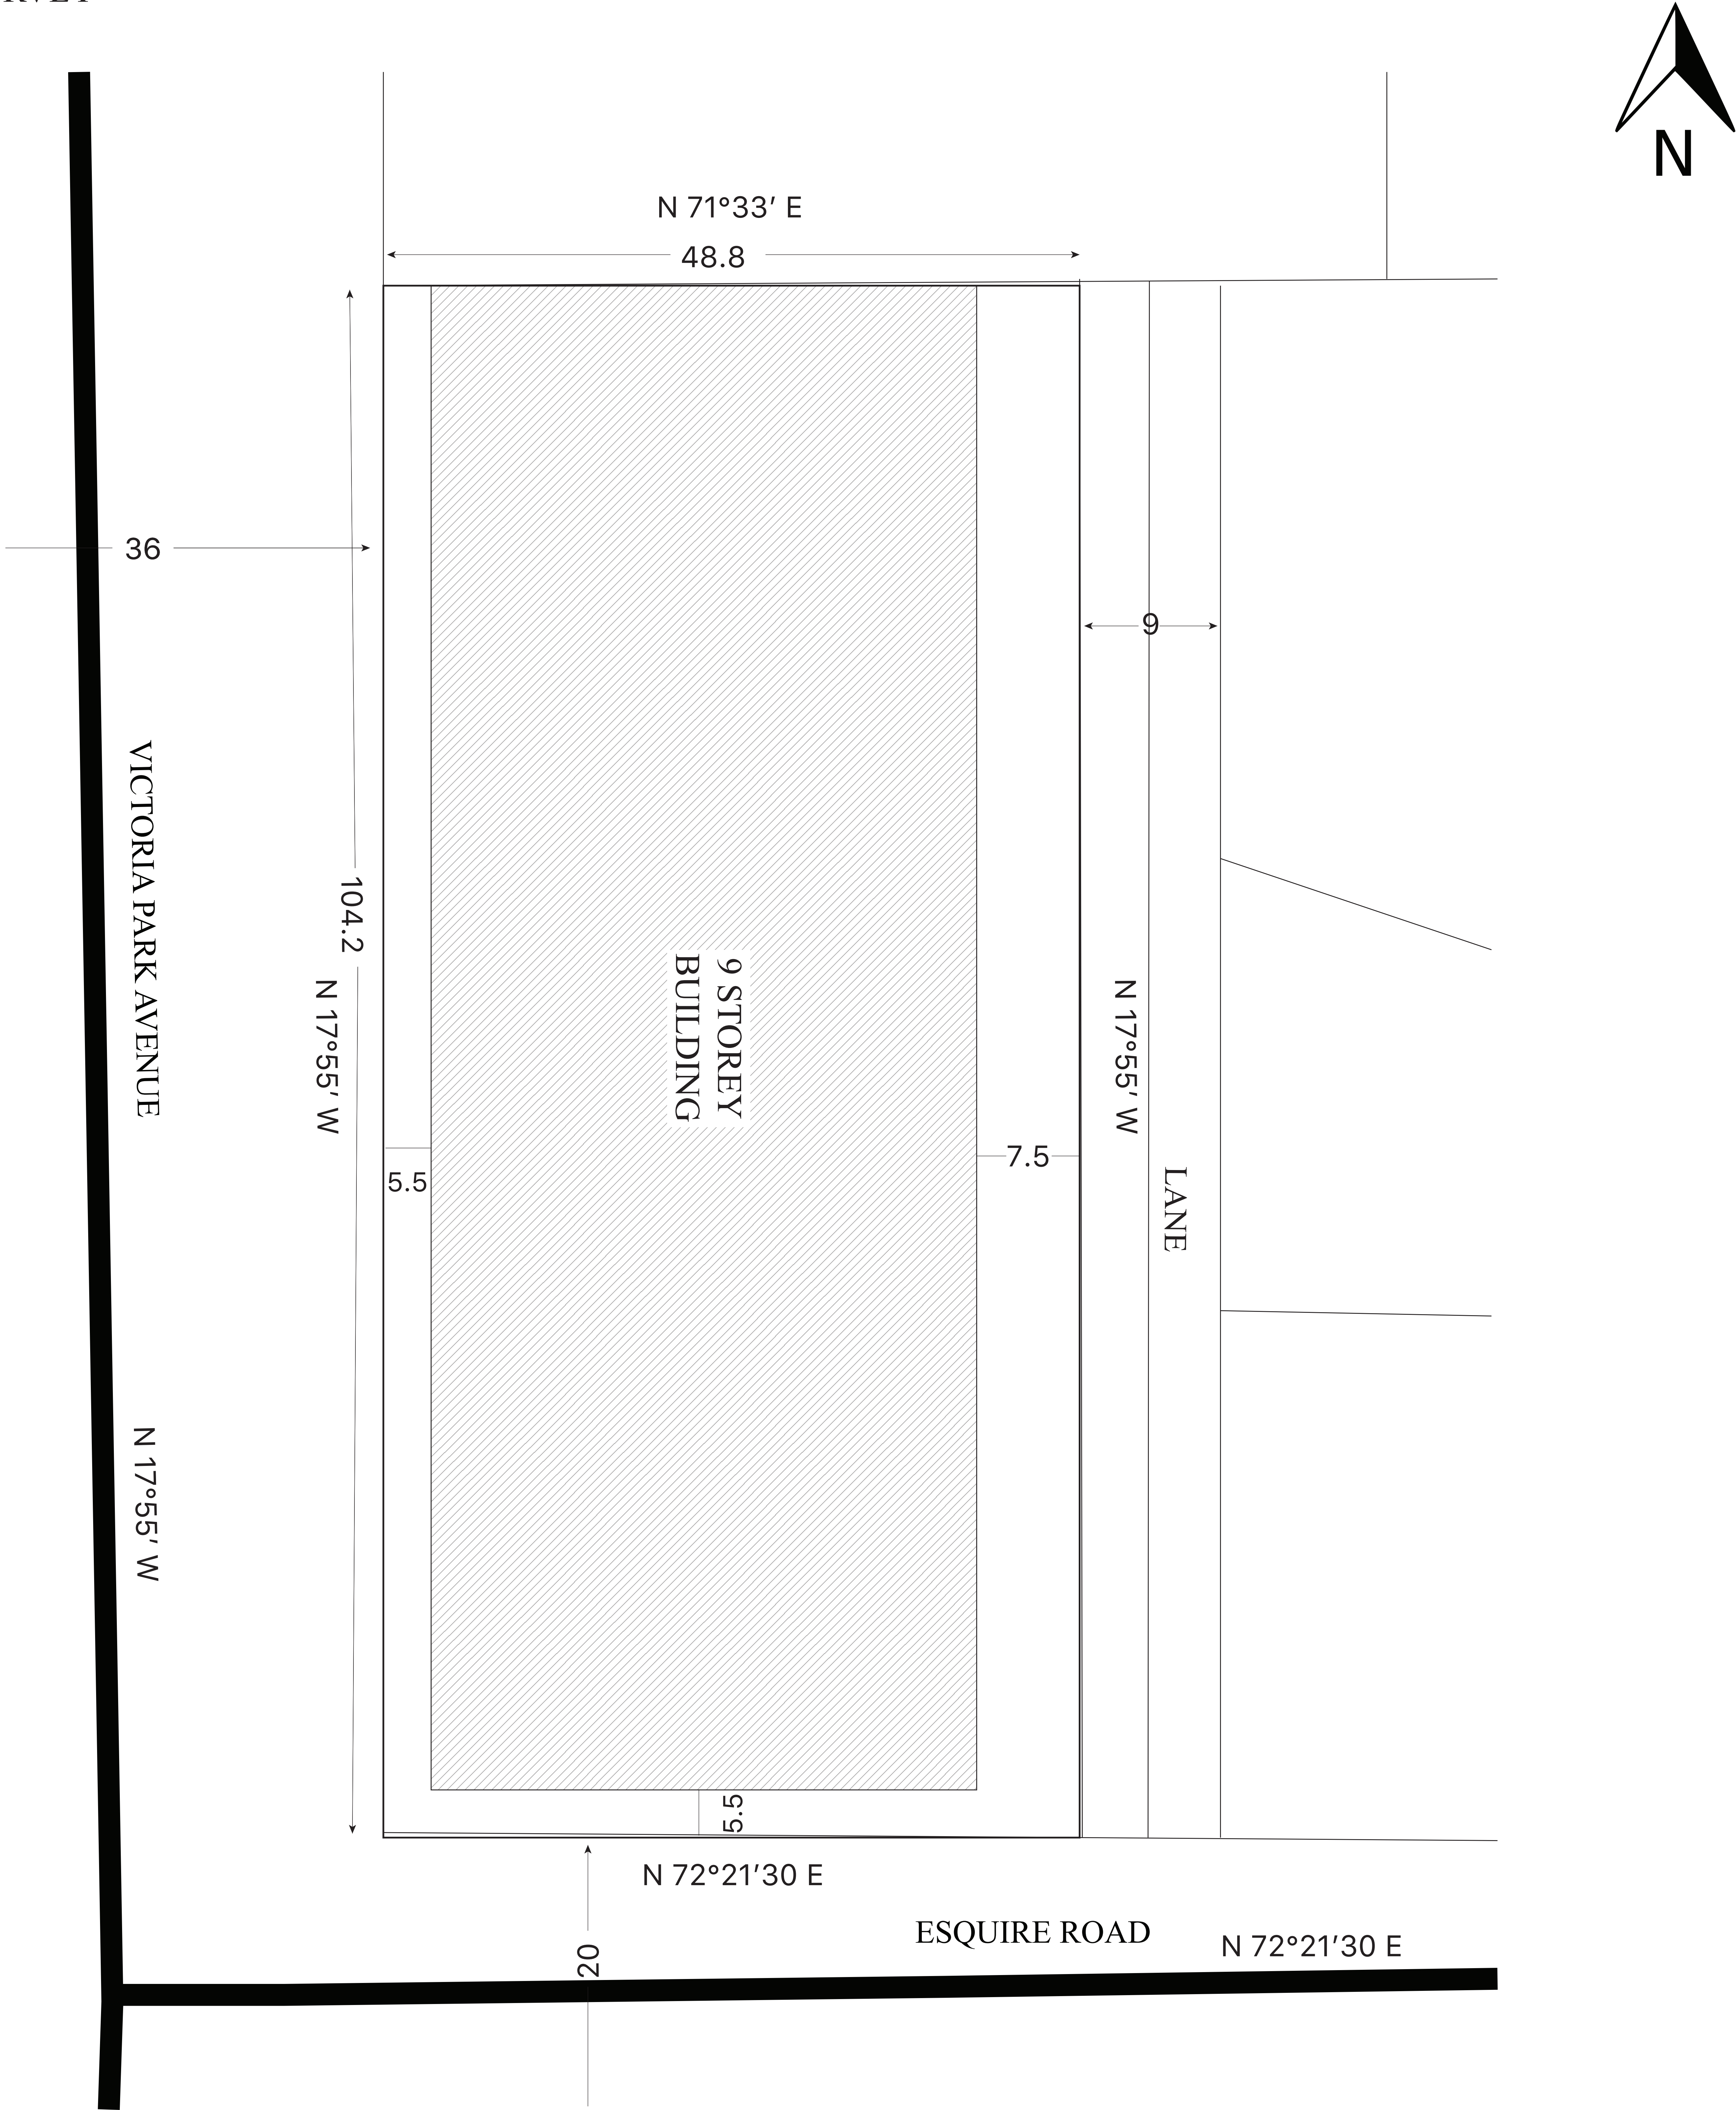 N
N 71°33′ E
48.8
36
9
VICTORIA PARK AVENUE
104.2
N 17°55′ W
9 STOREY
BUILDING
N 17°55′ W
5.5
7.5
LANE
N 17°55′ W
5.5
N 72°21′30 E
ESQUIRE ROAD
N 72°21′30 E
20